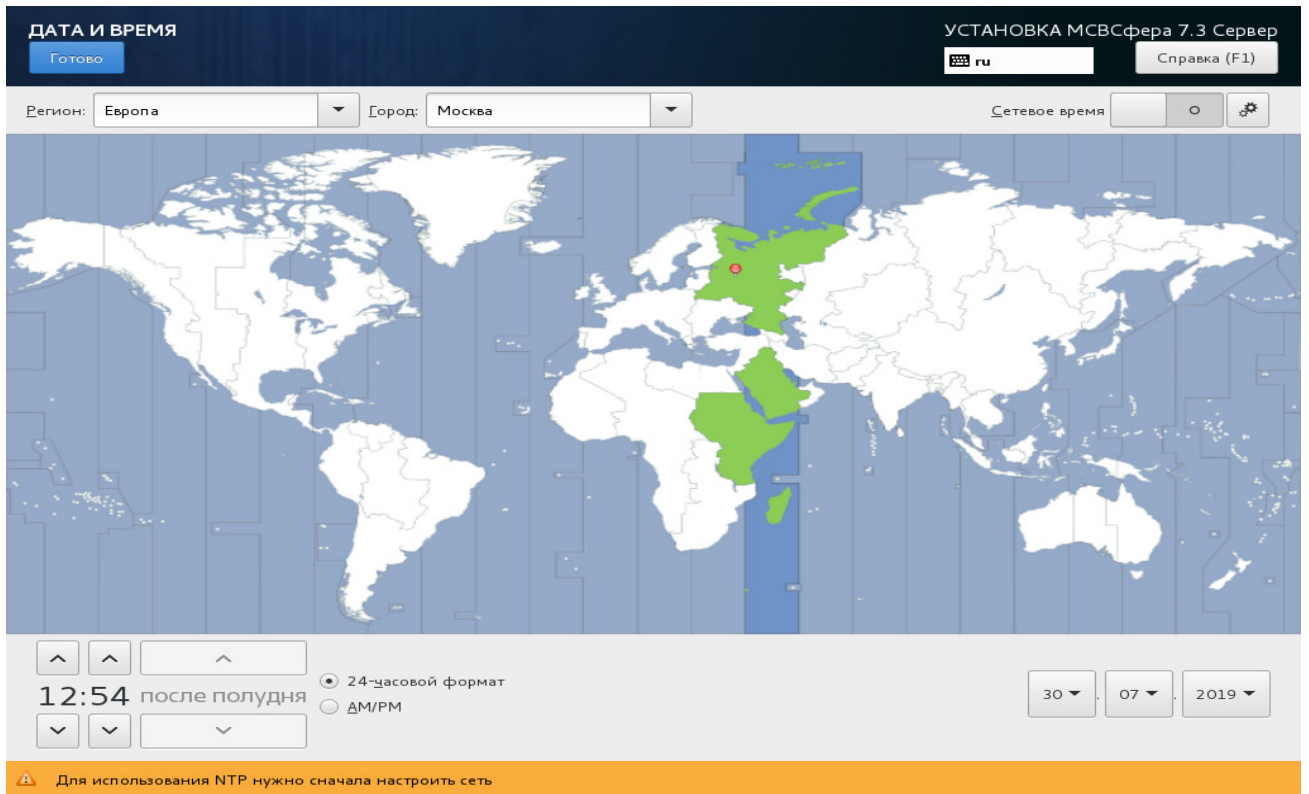 ДАТА И ВРЕМЯ
УСТАНОВКА МСВСфера 7.3 Сервер
Готово
ru
Справка (F1)
Регион: Европа Город: Москва Сетевое время O
12:54 после полудня
24-часовой формат
AM/PM
30 . 07 . 2019
Для использования NTP нужно сначала настроить сеть